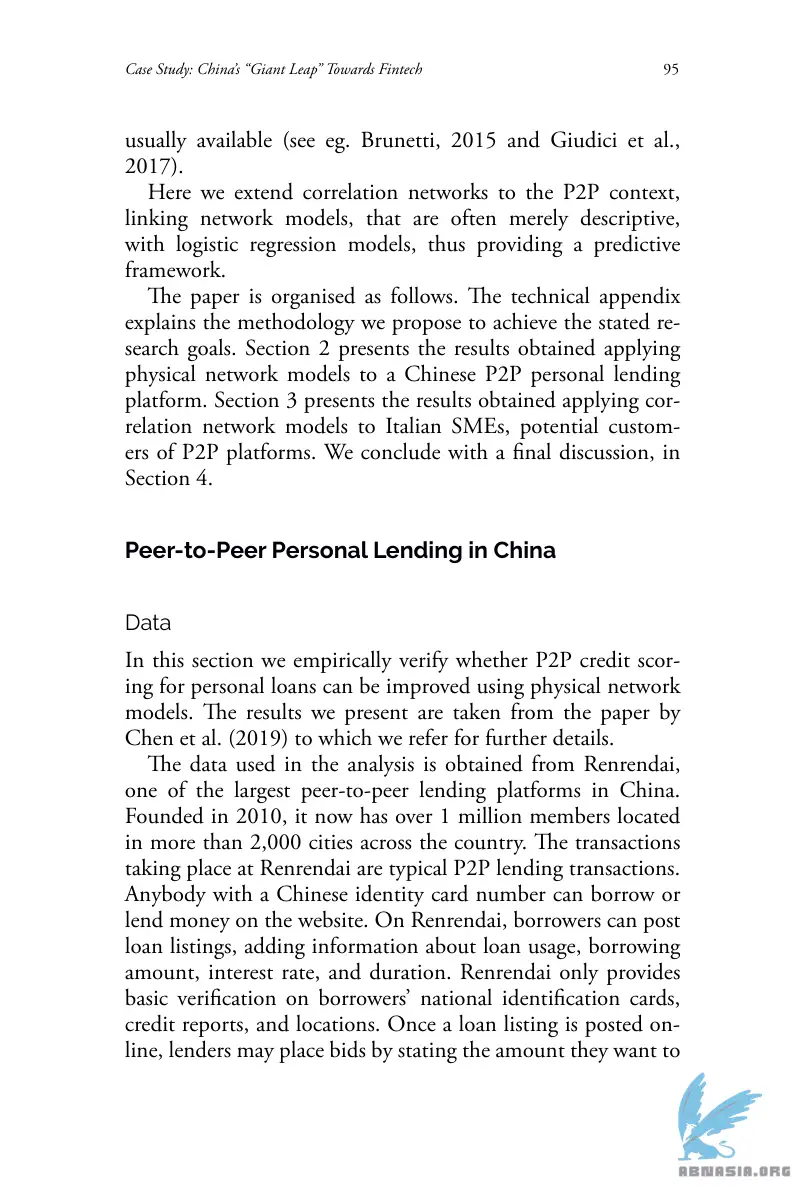 Case Study: China’s “Giant Leap” Towards Fintech 95
usually available (see eg. Brunetti, 2015 and Giudici et al.,
2017).
Here we extend correlation networks to the P2P context,
linking network models, that are often merely descriptive,
with logistic regression models, thus providing a predictive
framework.
The paper is organised as follows. The technical appendix
explains the methodology we propose to achieve the stated re-
search goals. Section 2 presents the results obtained applying
physical network models to a Chinese P2P personal lending
platform. Section 3 presents the results obtained applying cor-
relation network models to Italian SMEs, potential custom-
ers of P2P platforms. We conclude with a final discussion, in
Section 4.
Peer-to-Peer Personal Lending in China
Data
In this section we empirically verify whether P2P credit scor-
ing for personal loans can be improved using physical network
models. The results we present are taken from the paper by
Chen et al. (2019) to which we refer for further details.
The data used in the analysis is obtained from Renrendai,
one of the largest peer-to-peer lending platforms in China.
Founded in 2010, it now has over 1 million members located
in more than 2,000 cities across the country. The transactions
taking place at Renrendai are typical P2P lending transactions.
Anybody with a Chinese identity card number can borrow or
lend money on the website. On Renrendai, borrowers can post
loan listings, adding information about loan usage, borrowing
amount, interest rate, and duration. Renrendai only provides
basic verification on borrowers’ national identification cards,
credit reports, and locations. Once a loan listing is posted on-
line, lenders may place bids by stating the amount they want to
ABNASIA.ORG